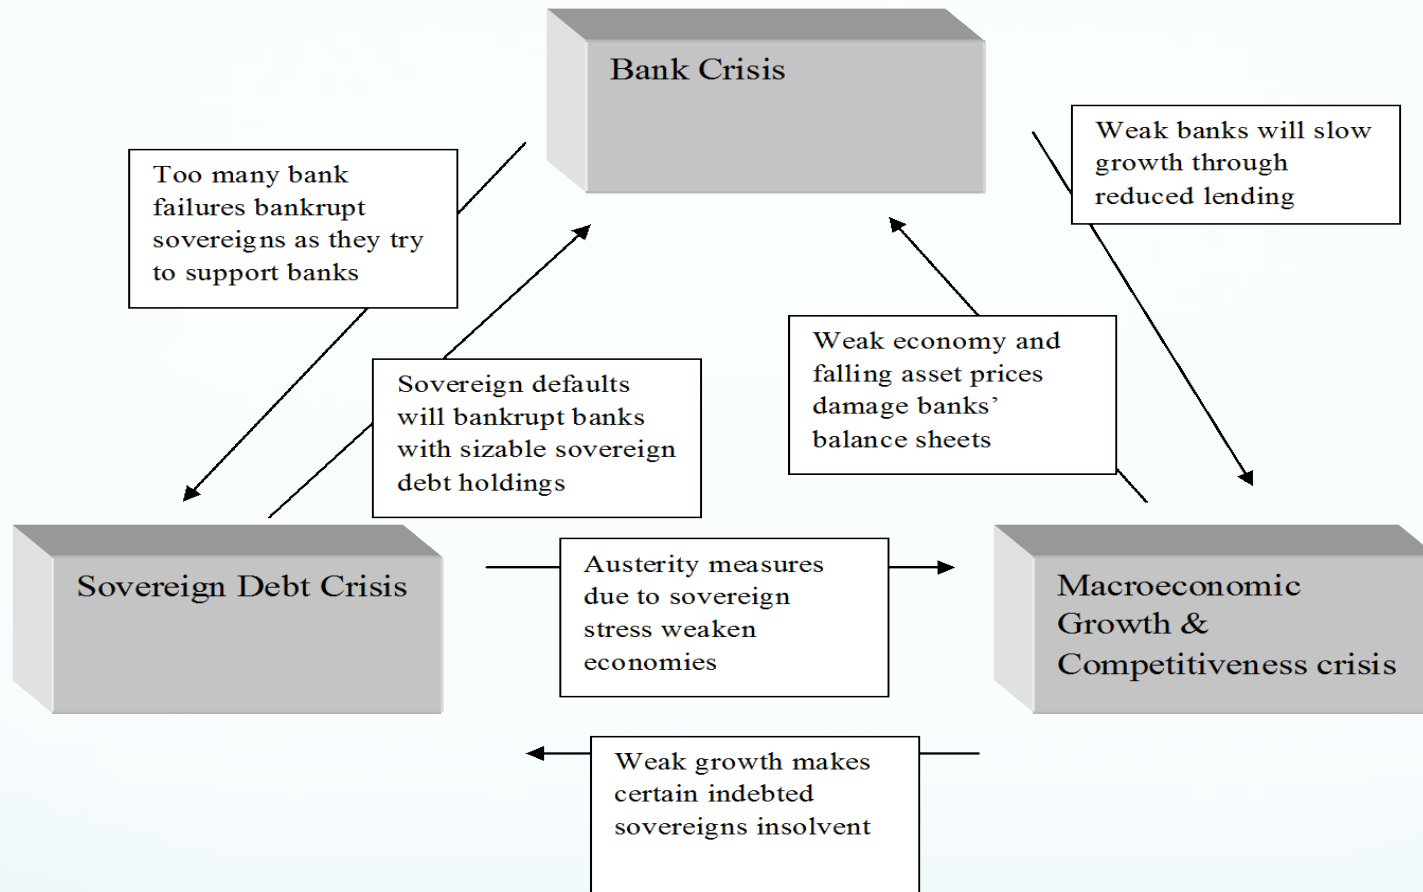 Bank Crisis
Weak banks will slow
growth through
reduced lending
Too many bank
failures bankrupt
sovereigns as they try
to support banks
Sovereign defaults
will bankrupt banks
with sizable sovereign
debt holdings
Weak economy and
falling asset prices
damage banks’
balance sheets
Sovereign Debt Crisis
Austerity measures
due to sovereign
stress weaken
economies
Macroeconomic
Growth &
Competitiveness crisis
Weak growth makes
certain indebted
sovereigns insolvent